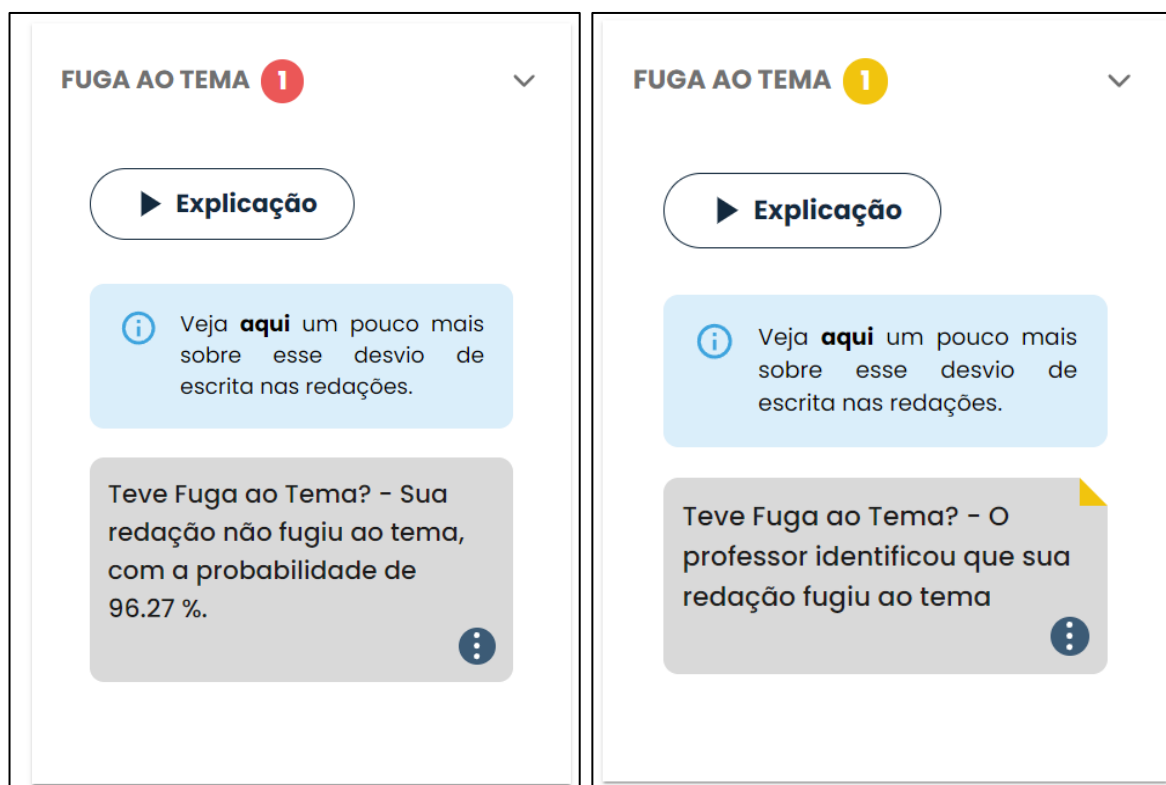 FUGA AO TEMA 1
Explicação
Veja aqui um pouco mais
sobre esse desvio de
escrita nas redações.
Teve Fuga ao Tema? - Sua
redação não fugiu ao tema,
com a probabilidade de
96.27 %.
FUGA AO TEMA 1
Explicação
Veja aqui um pouco mais
sobre esse desvio de
escrita nas redações.
Teve Fuga ao Tema? - O
professor identificou que sua
redação fugiu ao tema